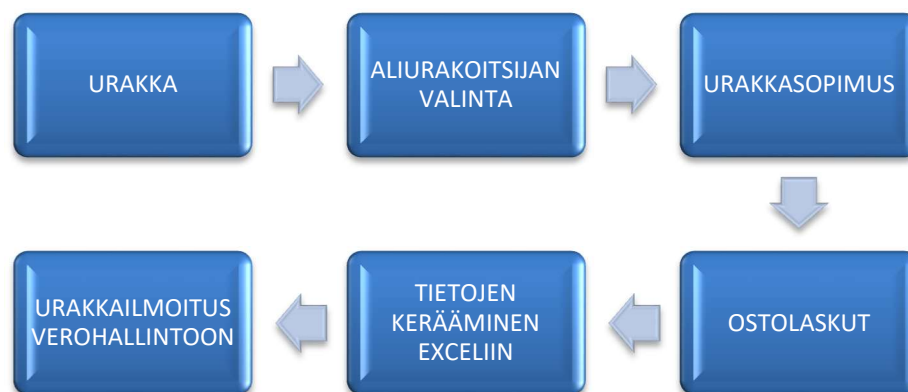 URAKKA
ALIURAKOITSIJAN
VALINTA
URAKKASOPIMUS
OSTOLASKUT
TIETOJEN
KERÄÄMINEN
EXCELIIN
URAKKAILMOITUS
VEROHALLINTOON